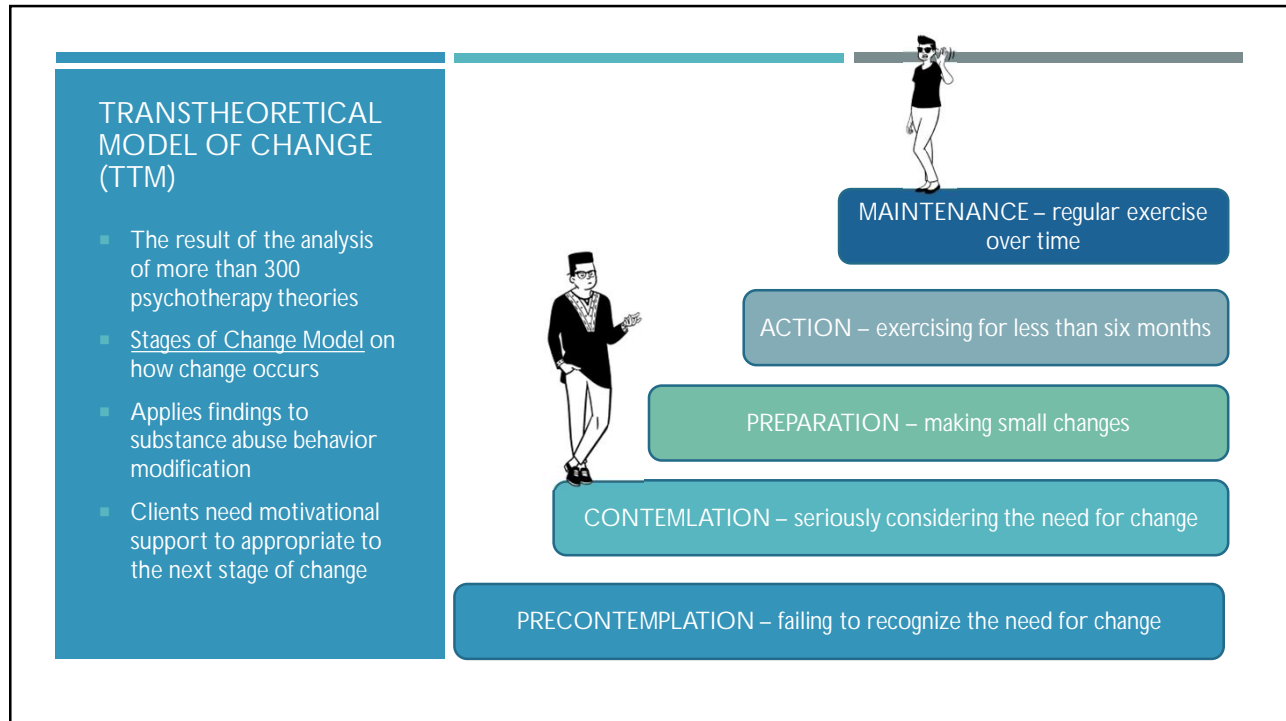 TRANSTHEORETICAL
MODEL OF CHANGE
(TTM)
▪ The result of the analysis
of more than 300
psychotherapy theories
▪ Stages of Change Model on
how change occurs
▪ Applies findings to
substance abuse behavior
modification
▪ Clients need motivational
support to appropriate to
the next stage of change
MAINTENANCE – regular exercise
over time
ACTION – exercising for less than six months
PREPARATION – making small changes
CONTEMLATION – seriously considering the need for change
PRECONTEMPLATION – failing to recognize the need for change